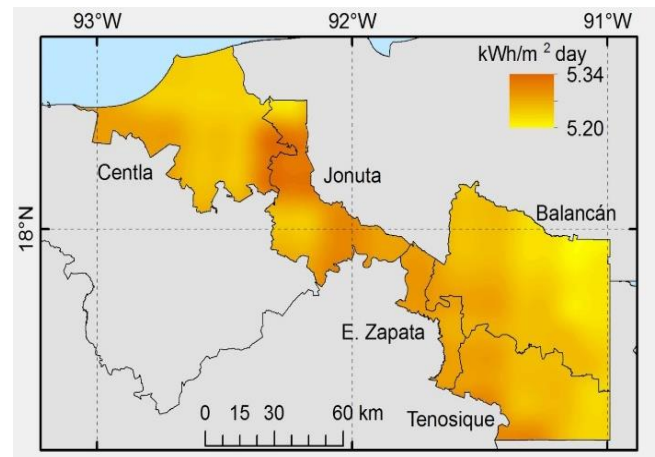 93°W 92°W 91°W
kWh/m² day
5.34
5.20
Centla
Jonuta
Balancán
18°N
E. Zapata
0 15 30 60 km
Tenosique